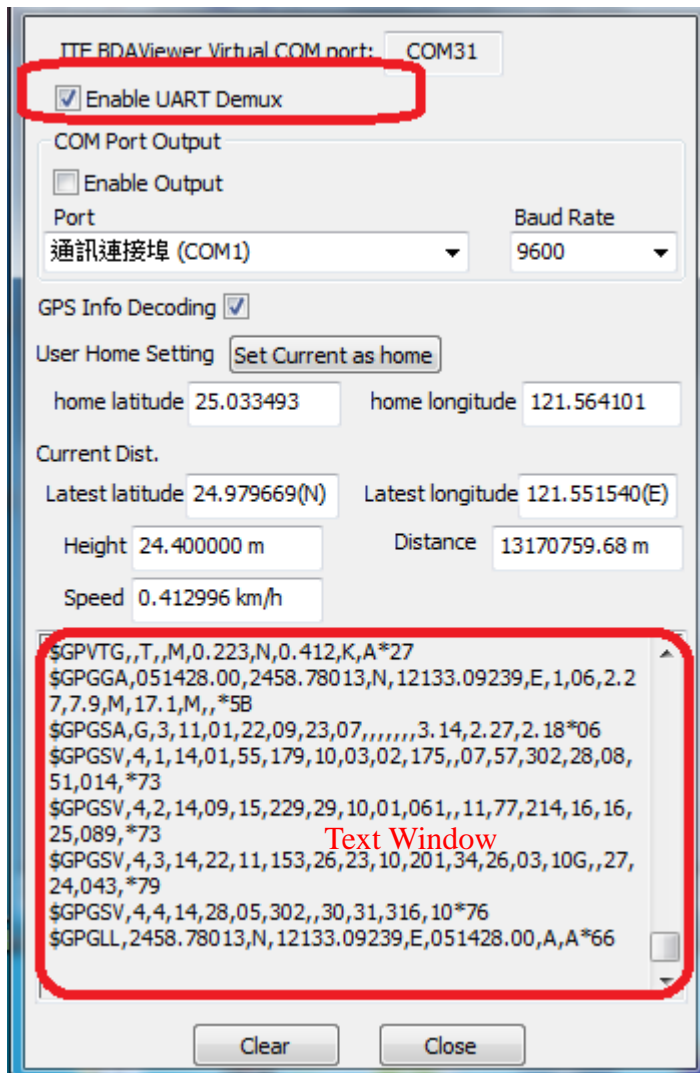 ITE BDAViewer Virtual COM port: COM31
Enable UART Demux
COM Port Output
Enable Output
Port Baud Rate
通訊連接埠 (COM1) 9600
GPS Info Decoding
User Home Setting Set Current as home
home latitude 25.033493 home longitude 121.564101
Current Dist.
Latest latitude 24.979669(N) Latest longitude 121.551540(E)
Height 24.400000 m Distance 13170759.68 m
Speed 0.412996 km/h
$GPVTG,,T,,M,0.223,N,0.412,K,A*27
$GPGGA,051428.00,2458.78013,N,12133.09239,E,1,06,2.2
7,7.9,M,17.1,M,,*5B
$GPGSA,G,3,11,01,22,09,23,07,,,,,,,3.14,2.27,2.18*06
$GPGSV,4,1,14,01,55,179,10,03,02,175,,07,57,302,28,08,
51,014,*73
$GPGSV,4,2,14,09,15,229,29,10,01,061,,11,77,214,16,16,
25,089,*73
Text Window
$GPGSV,4,3,14,22,11,153,26,23,10,201,34,26,03,10G,,27,
24,043,*79
$GPGSV,4,4,14,28,05,302,,30,31,316,10*76
$GPGLL,2458.78013,N,12133.09239,E,051428.00,A,A*66
Clear Close